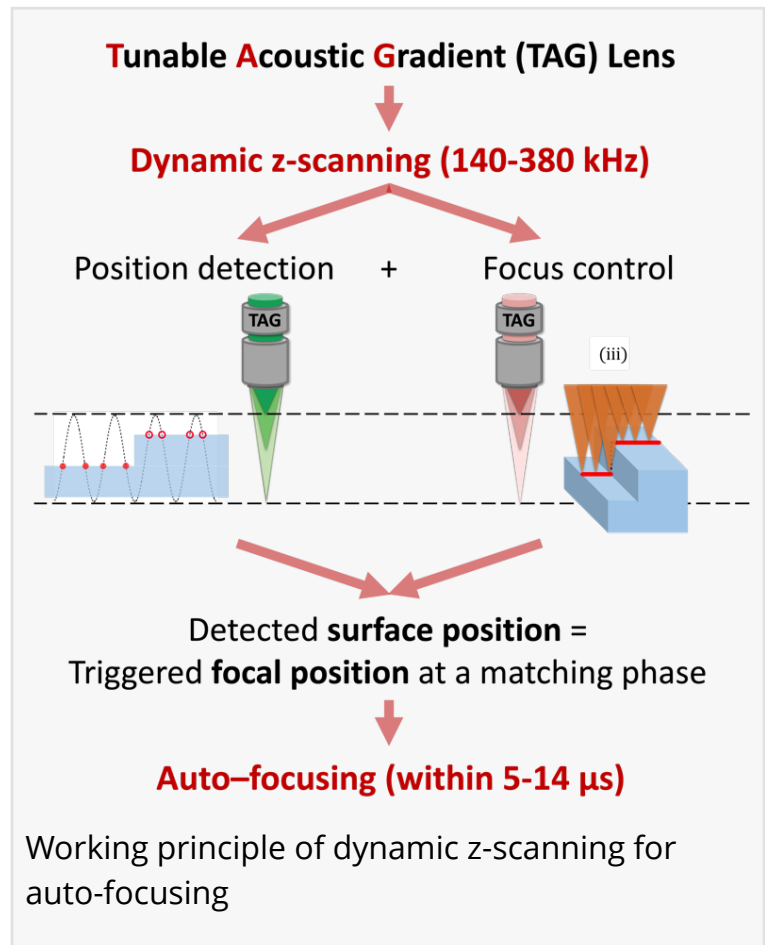 Tunable Acoustic Gradient (TAG) Lens
Dynamic z-scanning (140-380 kHz)
Position detection + Focus control
TAG TAG
(iii)
Detected surface position =
Triggered focal position at a matching phase
Auto–focusing (within 5-14 μs)
Working principle of dynamic z-scanning for
auto-focusing